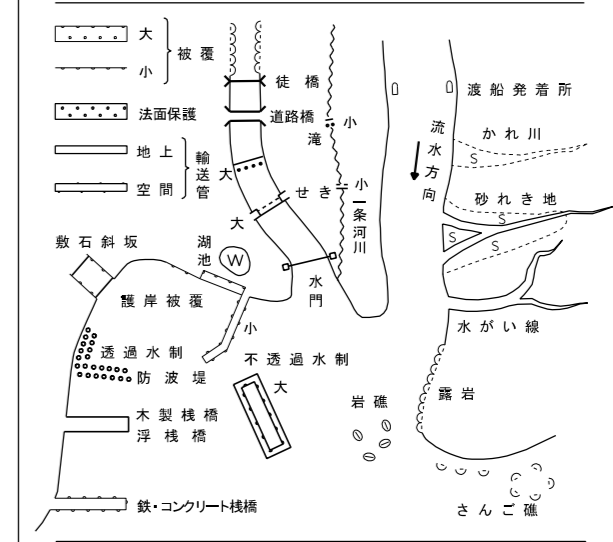 大
小
被覆
法面保護
地上
空間
輸送管
徒橋
道路橋
小
滝
大
せき
小
大
一条河川
流水方向
渡船発着所
かれ川
S
砂れき地
S
S
S
敷石斜坂
湖池
W
水門
護岸被覆
小
水がい線
透過水制
防波堤
不透過水制
大
岩礁
露岩
木製桟橋
浮桟橋
鉄・コンクリート桟橋
さんご礁